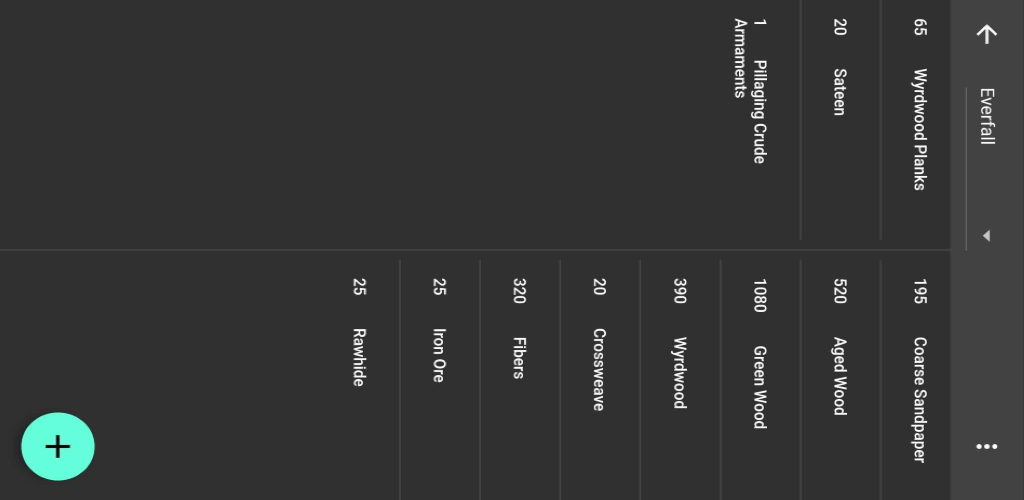 Everfall
65 Wyrdwood Planks
20 Sateen
1 Pillaging Crude
Armaments
195 Coarse Sandpaper
520 Aged Wood
1080 Green Wood
390 Wyrdwood
20 Crossweave
320 Fibers
25 Iron Ore
25 Rawhide